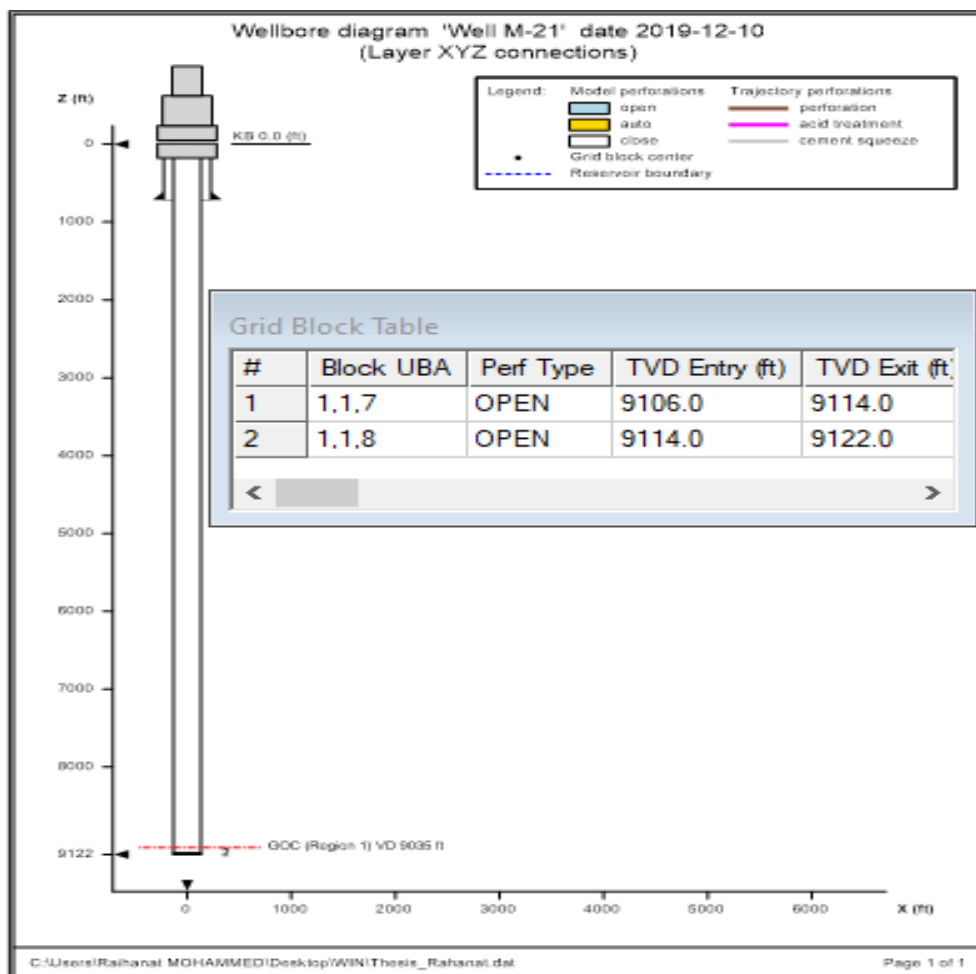 Wellbore diagram 'Well M-21' date 2019-12-10
(Layer XYZ connections)
Legend: Model perforations Trajectory perforations
open perforation
auto acid treatment
close cement squeeze
Grid block center
Reservoir boundary
Z (ft)
KB 0.0 (ft)
0
1000
2000
3000
4000
5000
6000
7000
8000
9122
Grid Block Table
# Block UBA Perf Type TVD Entry (ft) TVD Exit (ft)
1 1,1,7 OPEN 9106.0 9114.0
2 1,1,8 OPEN 9114.0 9122.0
GOC (Region 1) VD 9035 ft
2
0 1000 2000 3000 4000 5000 6000 X (ft)
C:\Users\Raihanat MOHAMMED\Desktop\WIN\Thesis_Rahanat.dat Page 1 of 1